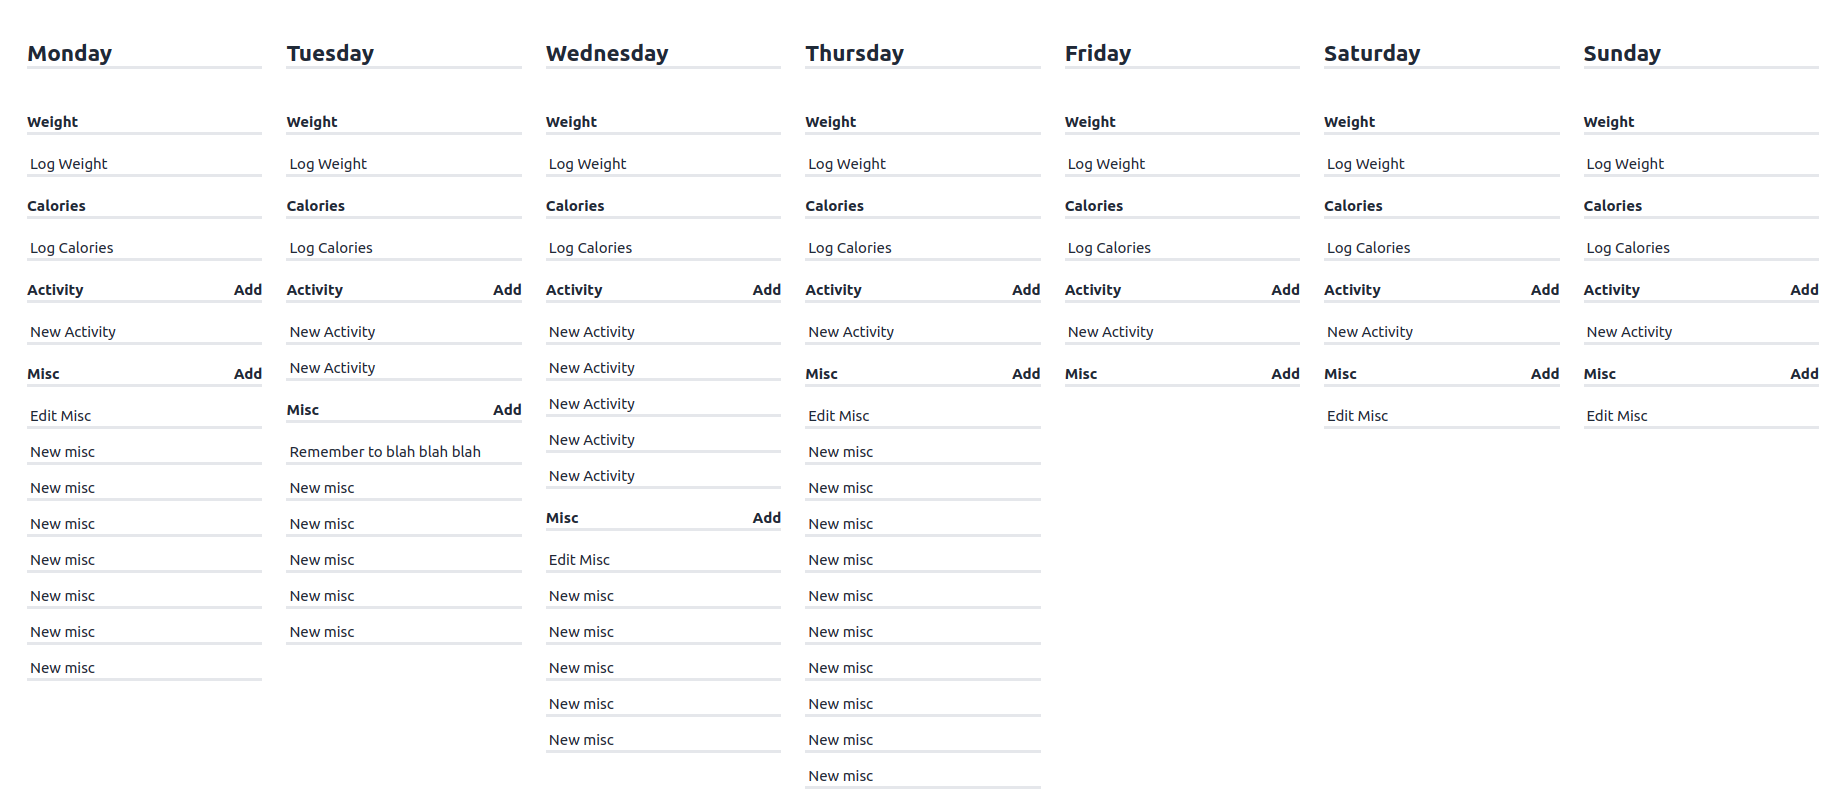 Monday
Weight
Log Weight
Calories
Log Calories
Activity Add
New Activity
Misc Add
Edit Misc
New misc
New misc
New misc
New misc
New misc
New misc
New misc
Tuesday
Weight
Log Weight
Calories
Log Calories
Activity Add
New Activity
New Activity
Misc Add
Remember to blah blah blah
New misc
New misc
New misc
New misc
New misc
Wednesday
Weight
Log Weight
Calories
Log Calories
Activity Add
New Activity
New Activity
New Activity
New Activity
New Activity
Misc Add
Edit Misc
New misc
New misc
New misc
New misc
New misc
Thursday
Weight
Log Weight
Calories
Log Calories
Activity Add
New Activity
Misc Add
Edit Misc
New misc
New misc
New misc
New misc
New misc
New misc
New misc
New misc
New misc
New misc
Friday
Weight
Log Weight
Calories
Log Calories
Activity Add
New Activity
Misc Add
Saturday
Weight
Log Weight
Calories
Log Calories
Activity Add
New Activity
Misc Add
Edit Misc
Sunday
Weight
Log Weight
Calories
Log Calories
Activity Add
New Activity
Misc Add
Edit Misc